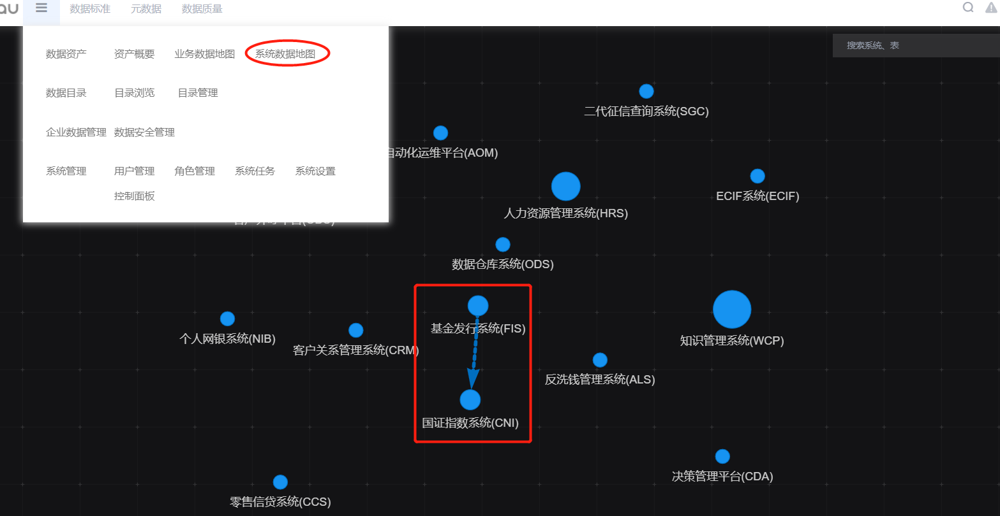 au 数据标准 元数据 数据质量
数据资产 资产概要 业务数据地图 系统数据地图
搜索系统、表
数据目录 目录浏览 目录管理
企业数据管理 数据安全管理
系统管理 用户管理 角色管理 系统任务 系统设置
控制面板
二代征信查询系统(SGC)
自动化运维平台(AOM)
ECIF系统(ECIF)
人力资源管理系统(HRS)
数据仓库系统(ODS)
基金发行系统(FIS)
个人网银系统(NIB)
知识管理系统(WCP)
客户关系管理系统(CRM)
反洗钱管理系统(ALS)
国证指数系统(CNI)
决策管理平台(CDA)
零售信贷系统(CCS)